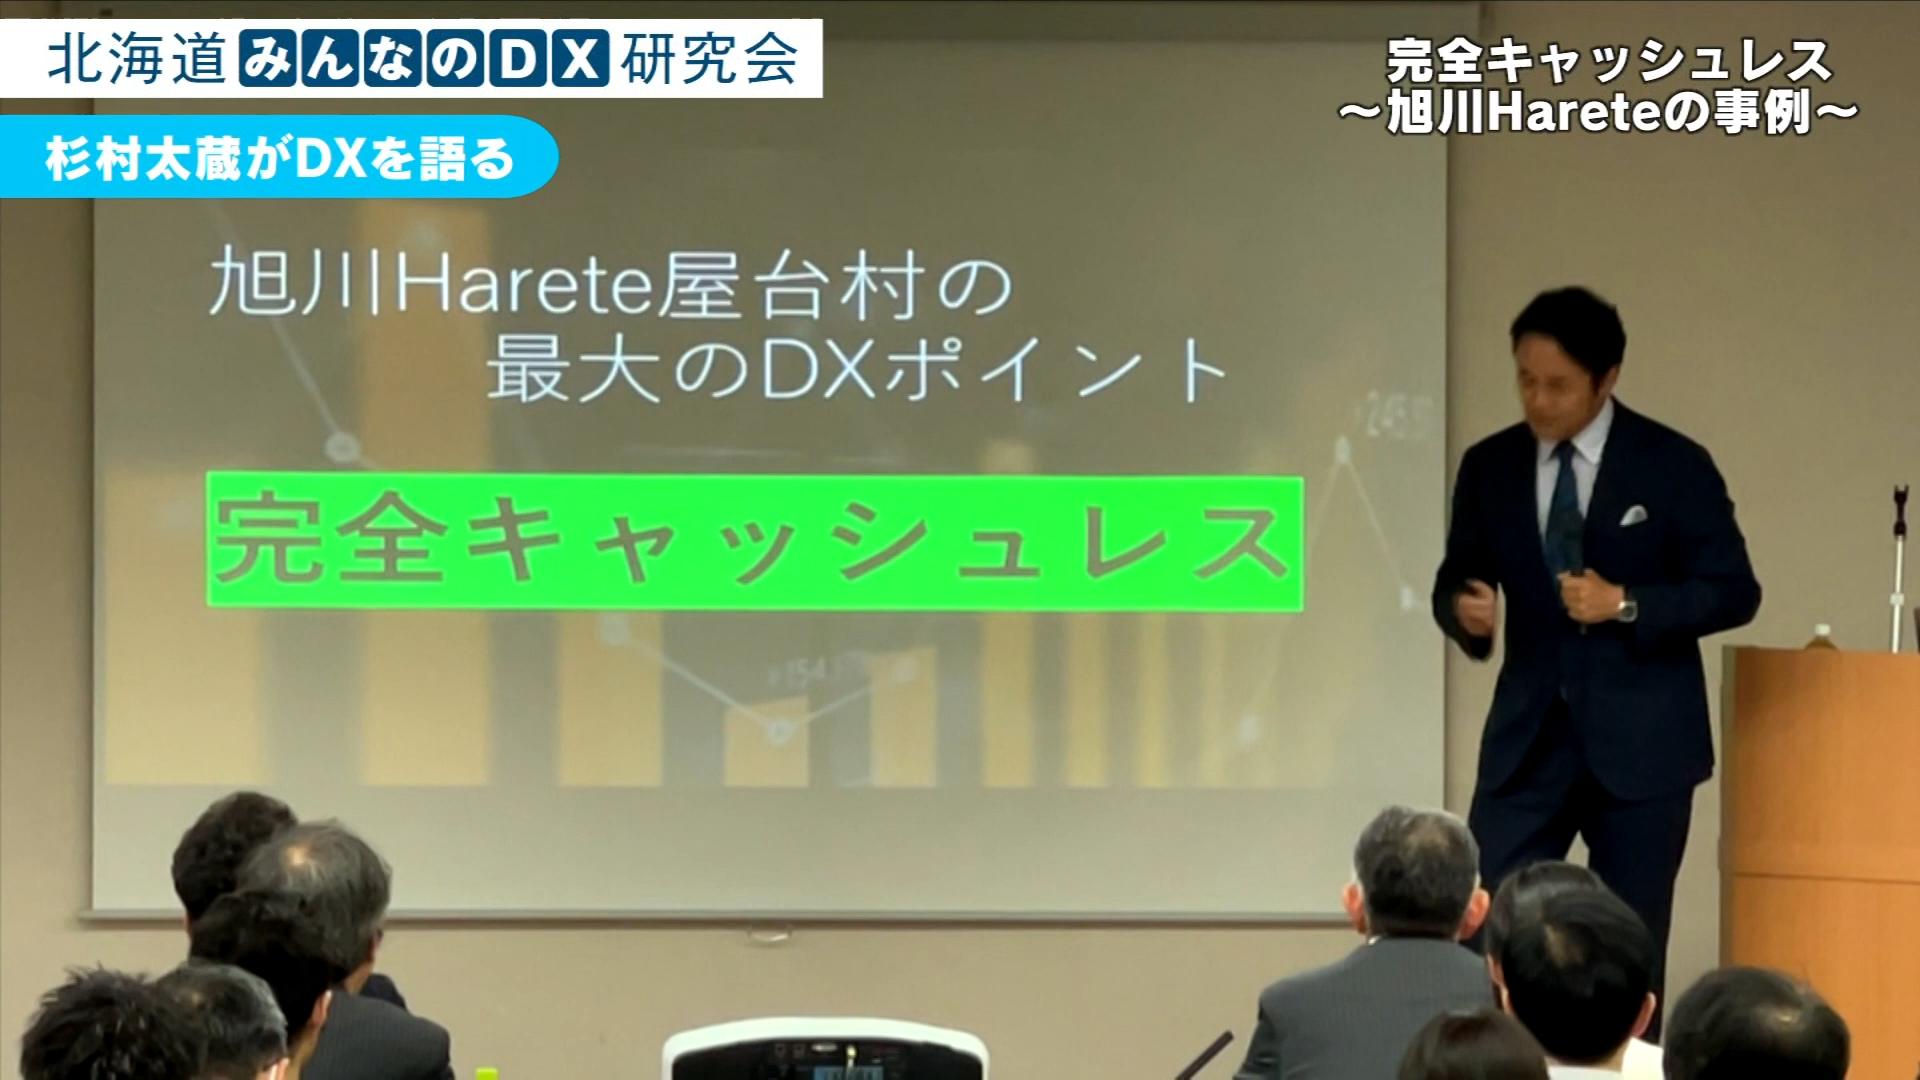 北海道みんなのDX研究会
杉村太蔵がDXを語る
完全キャッシュレス
～旭川Hareteの事例～
旭川Harete屋台村の
最大のDXポイント
完全キャッシュレス